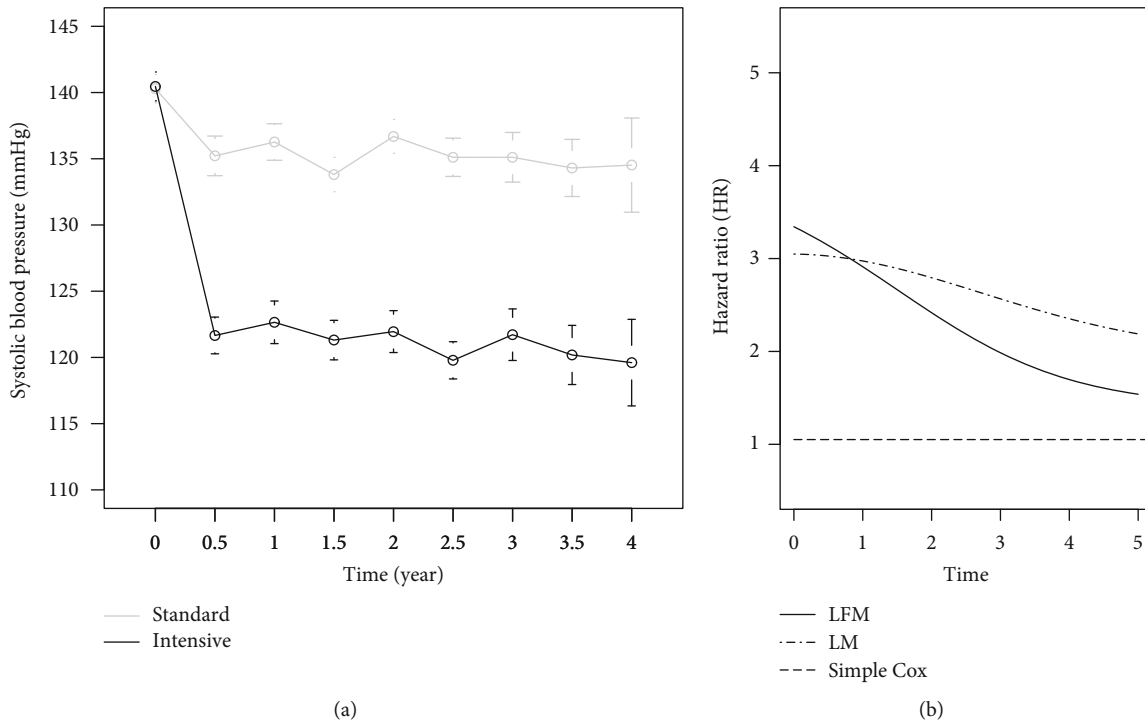 145
140
135
130
125
120
115
110
Systolic blood pressure (mmHg)
0 0.5 1 1.5 2 2.5 3 3.5 4
Time (year)
Standard
Intensive
(a)
5
4
3
2
1
Hazard ratio (HR)
0 1 2 3 4 5
Time
LFM
LM
Simple Cox
(b)